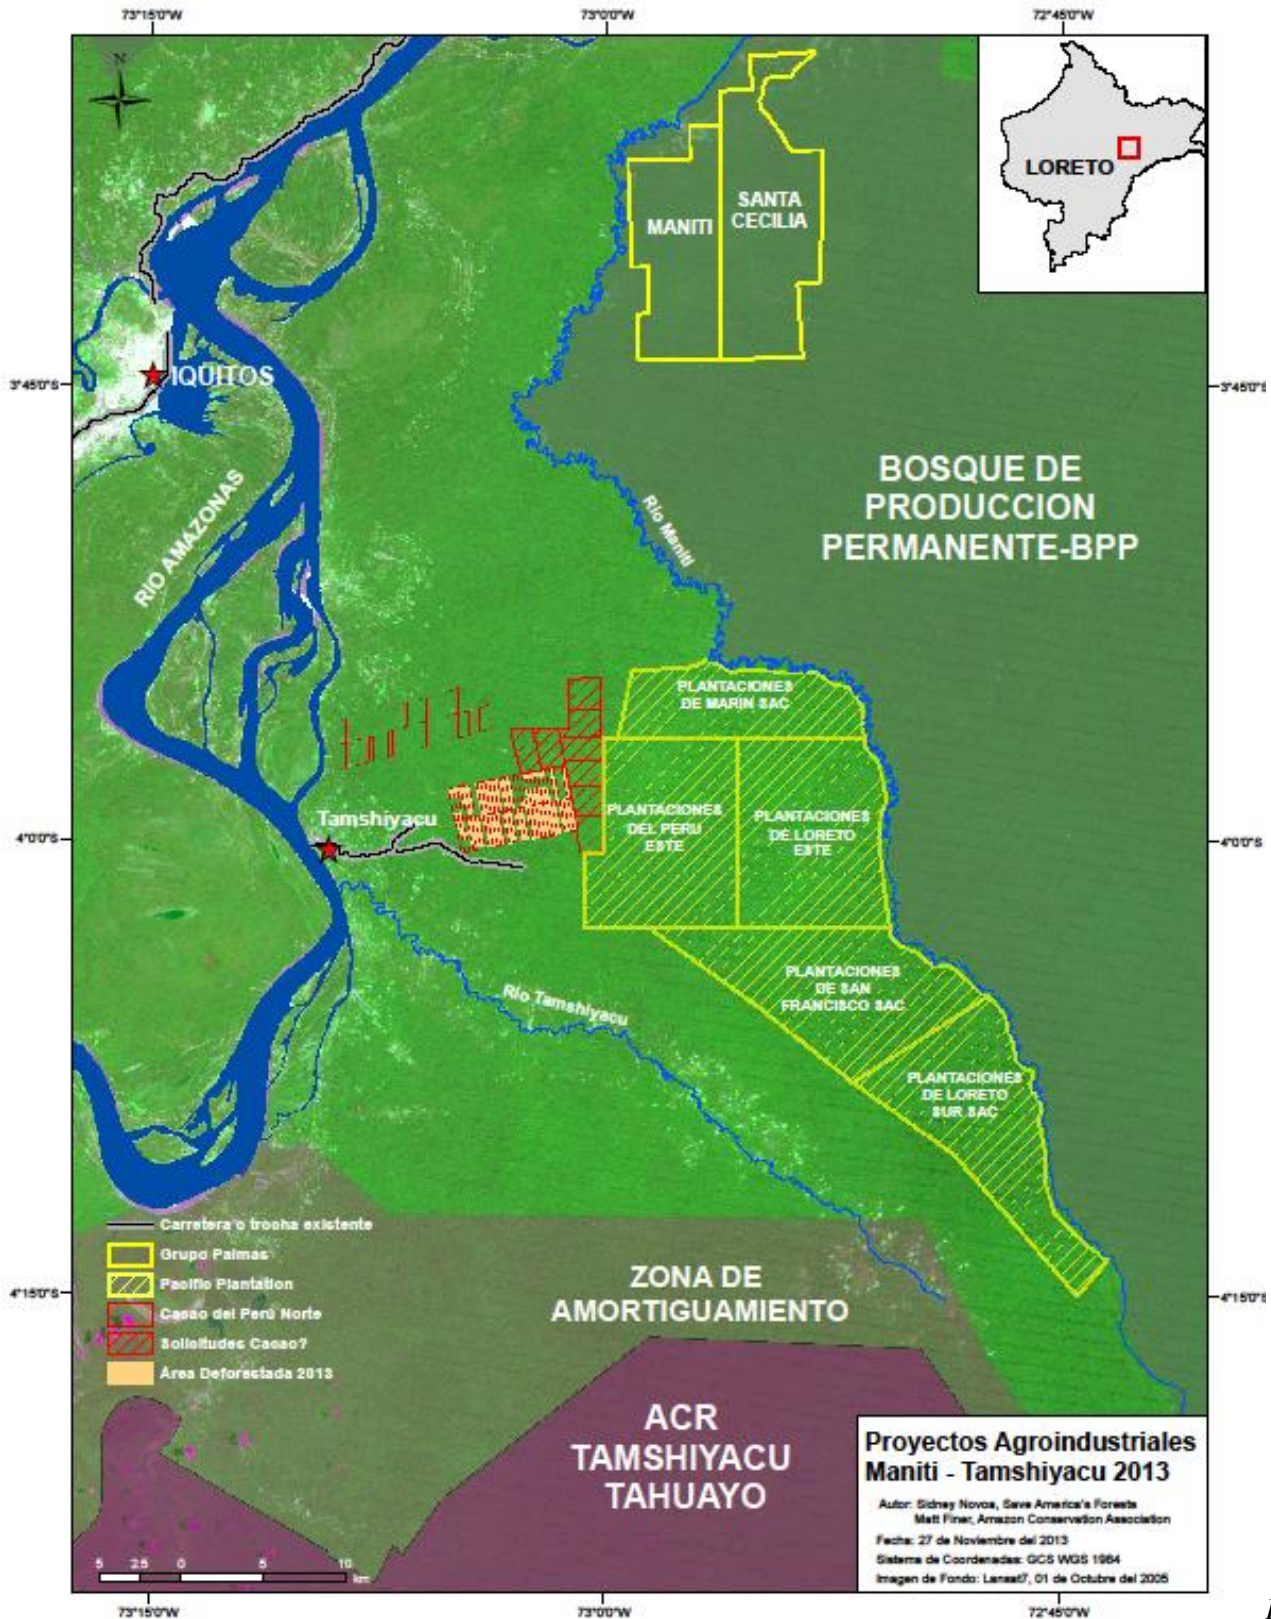 73°15'0"W
73°0'0"W
72°45'0"W
N
LORETO
SANTA
CECILIA
MANITI
3°45'0"S
IQUITOS
3°45'0"S
BOSQUE DE
PRODUCCION
PERMANENTE-BPP
RIO AMAZONAS
Río Maniti
PLANTACIONES
DE MARIN SAC
PLANTACIONES
DEL PERU
ESTE
PLANTACIONES
DE LORETO
ESTE
Tamshiyacu
4°0'0"S
4°0'0"S
PLANTACIONES
DE SAN
FRANCISCO SAC
Río Tamshiyacu
PLANTACIONES
DE LORETO
SUR SAC
Carretera o trocha existente
Grupo Palmas
Pacific Plantation
Cacao del Perú Norte
Solicitudes Cacao?
Área Deforestada 2013
4°15'0"S
4°15'0"S
ZONA DE
AMORTIGUAMIENTO
ACR
TAMSHIYACU
TAHUAYO
Proyectos Agroindustriales
Maniti - Tamshiyacu 2013
Autor: Sidney Novoa, Save America's Forests
Matt Finer, Amazon Conservation Association
Fecha: 27 de Noviembre del 2013
Sistema de Coordenadas: GCS WGS 1984
Imagen de Fondo: Lansat7, 01 de Octubre del 2005
5 2.5 0 5 10
km
73°15'0"W
73°0'0"W
72°45'0"W